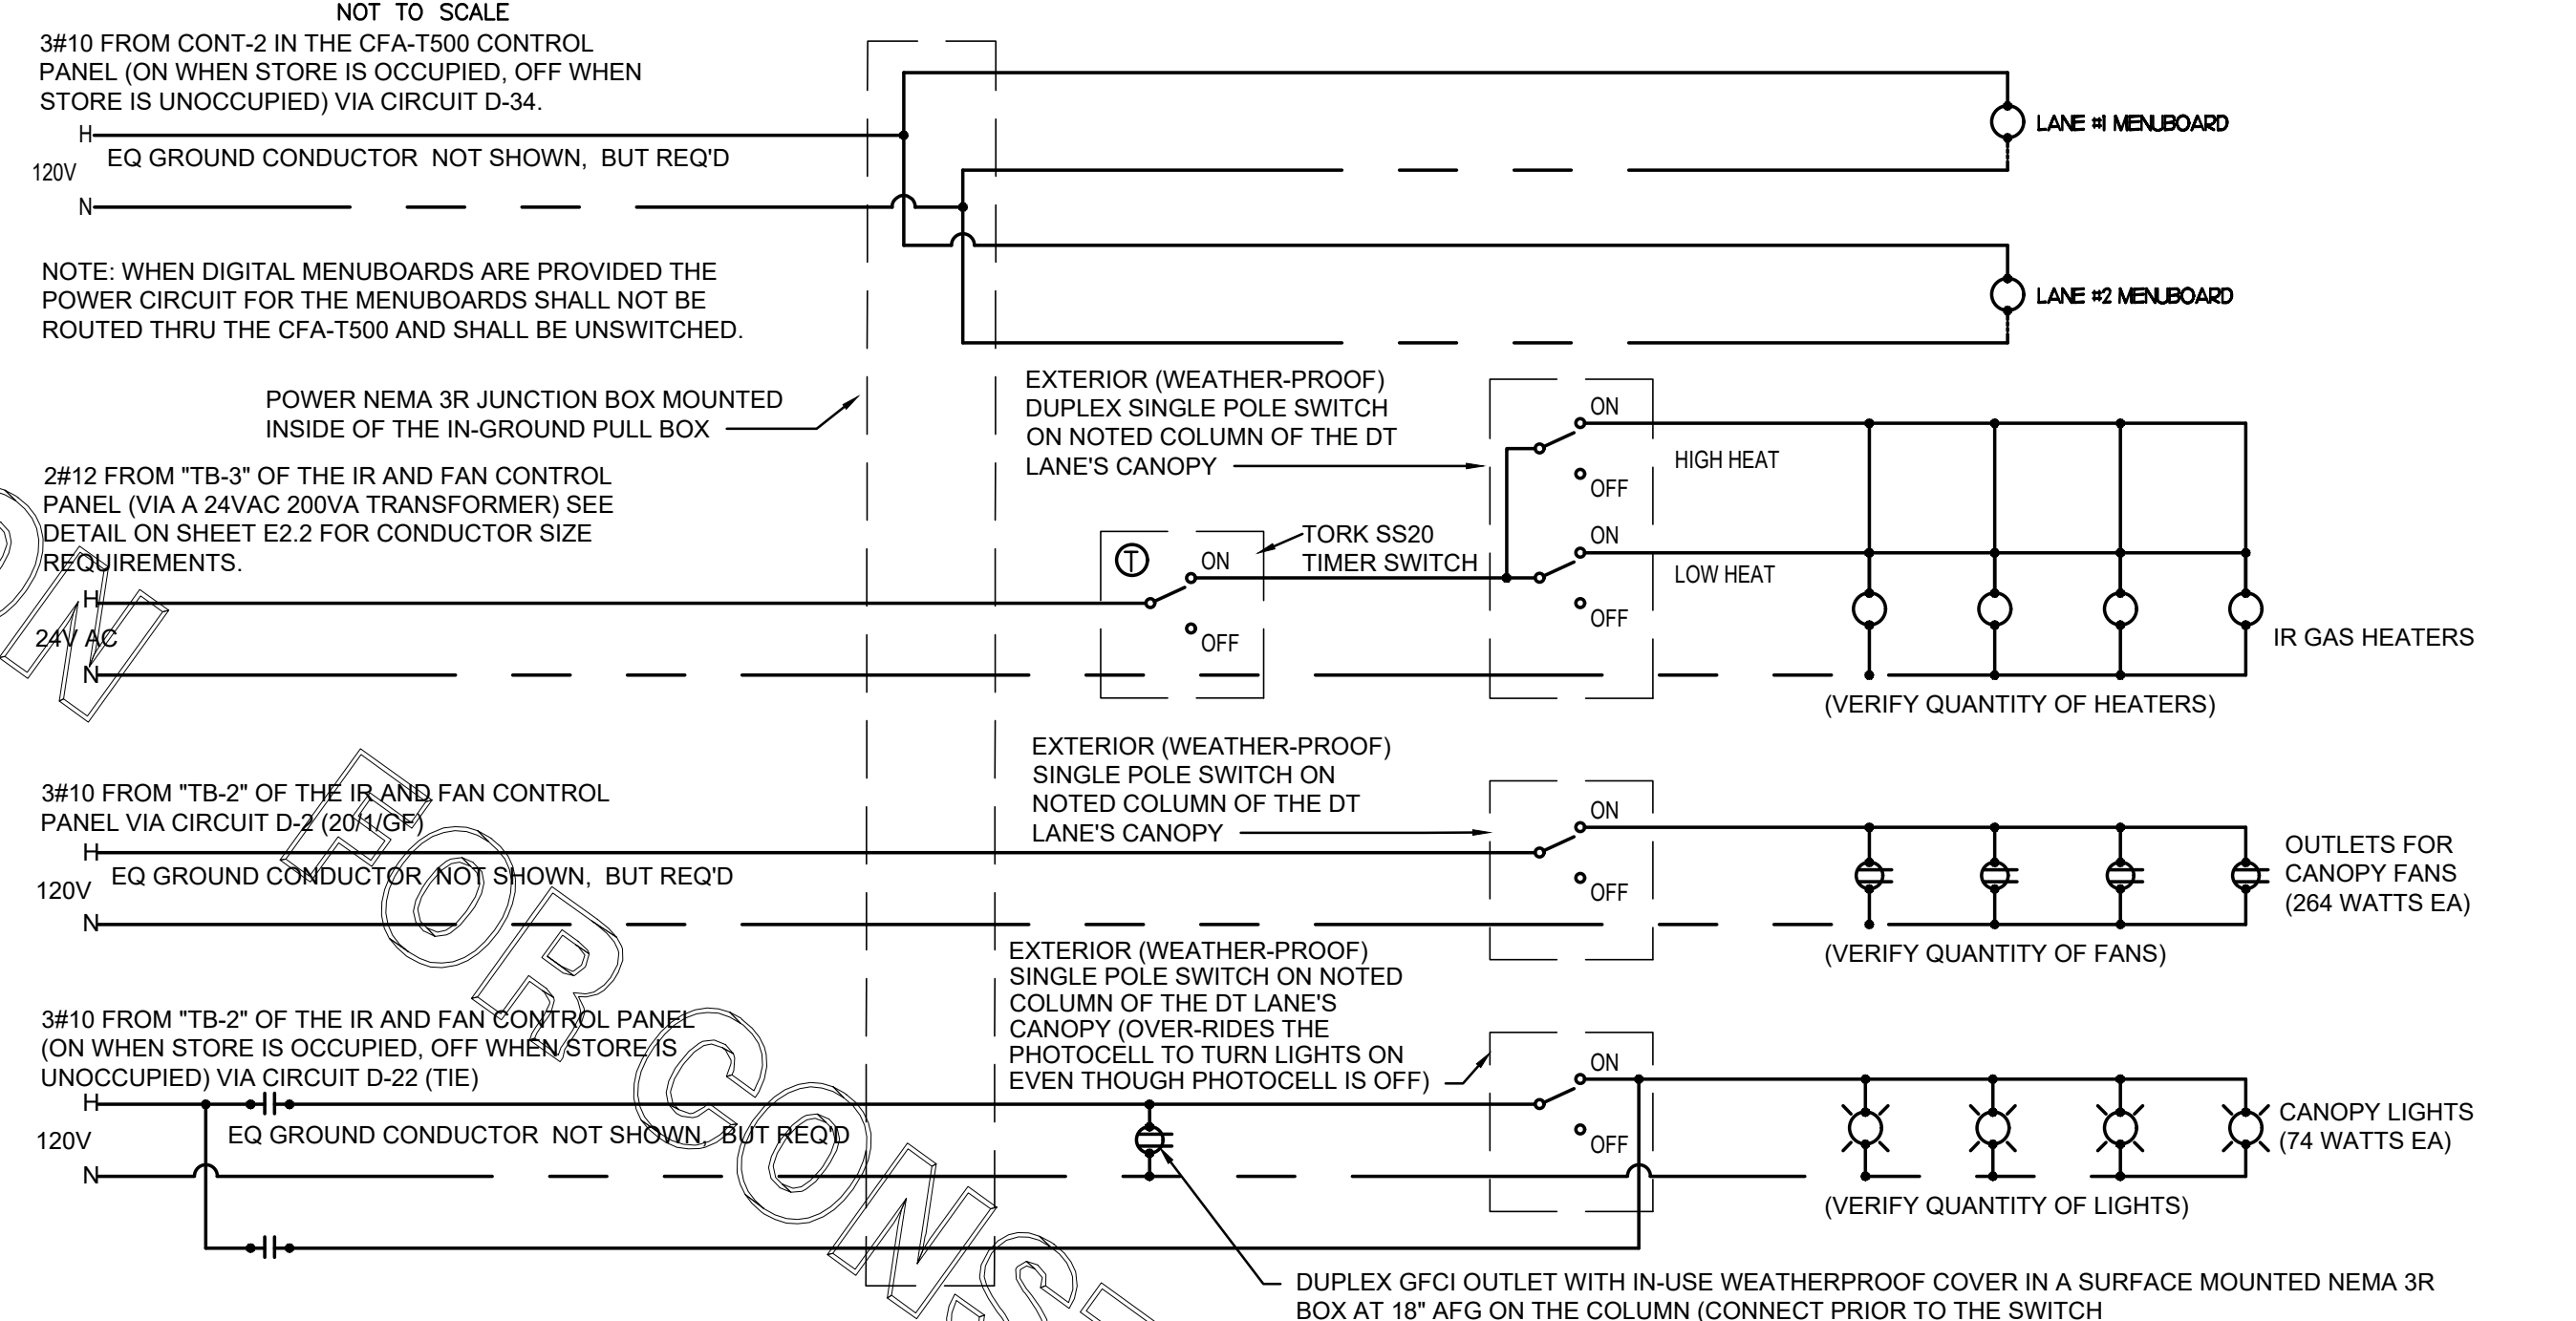 NOT TO SCALE
3#10 FROM CONT-2 IN THE CFA-T500 CONTROL
PANEL (ON WHEN STORE IS OCCUPIED, OFF WHEN
STORE IS UNOCCUPIED) VIA CIRCUIT D-34.
H
EQ GROUND CONDUCTOR NOT SHOWN, BUT REQ'D
120V
N
LANE #1 MENUBOARD
LANE #2 MENUBOARD
NOTE: WHEN DIGITAL MENUBOARDS ARE PROVIDED THE
POWER CIRCUIT FOR THE MENUBOARDS SHALL NOT BE
ROUTED THRU THE CFA-T500 AND SHALL BE UNSWITCHED.
POWER NEMA 3R JUNCTION BOX MOUNTED
INSIDE OF THE IN-GROUND PULL BOX
EXTERIOR (WEATHER-PROOF)
DUPLEX SINGLE POLE SWITCH
ON NOTED COLUMN OF THE DT
LANE'S CANOPY
ON
HIGH HEAT
OFF
ON
LOW HEAT
OFF
2#12 FROM "TB-3" OF THE IR AND FAN CONTROL
PANEL (VIA A 24VAC 200VA TRANSFORMER) SEE
DETAIL ON SHEET E2.2 FOR CONDUCTOR SIZE
REQUIREMENTS.
H
24V AC
N
T
ON
OFF
TORK SS20
TIMER SWITCH
IR GAS HEATERS
(VERIFY QUANTITY OF HEATERS)
3#10 FROM "TB-2" OF THE IR AND FAN CONTROL
PANEL VIA CIRCUIT D-2 (20/1/GF)
H
EQ GROUND CONDUCTOR NOT SHOWN, BUT REQ'D
120V
N
EXTERIOR (WEATHER-PROOF)
SINGLE POLE SWITCH ON
NOTED COLUMN OF THE DT
LANE'S CANOPY
ON
OFF
OUTLETS FOR
CANOPY FANS
(264 WATTS EA)
(VERIFY QUANTITY OF FANS)
3#10 FROM "TB-2" OF THE IR AND FAN CONTROL PANEL
(ON WHEN STORE IS OCCUPIED, OFF WHEN STORE IS
UNOCCUPIED) VIA CIRCUIT D-22 (TIE)
H
120V
EQ GROUND CONDUCTOR NOT SHOWN, BUT REQ'D
N
EXTERIOR (WEATHER-PROOF)
SINGLE POLE SWITCH ON NOTED
COLUMN OF THE DT LANE'S
CANOPY (OVER-RIDES THE
PHOTOCELL TO TURN LIGHTS ON
EVEN THOUGH PHOTOCELL IS OFF)
ON
OFF
CANOPY LIGHTS
(74 WATTS EA)
(VERIFY QUANTITY OF LIGHTS)
DUPLEX GFCI OUTLET WITH IN-USE WEATHERPROOF COVER IN A SURFACE MOUNTED NEMA 3R
BOX AT 18" AFG ON THE COLUMN (CONNECT PRIOR TO THE SWITCH
FOR